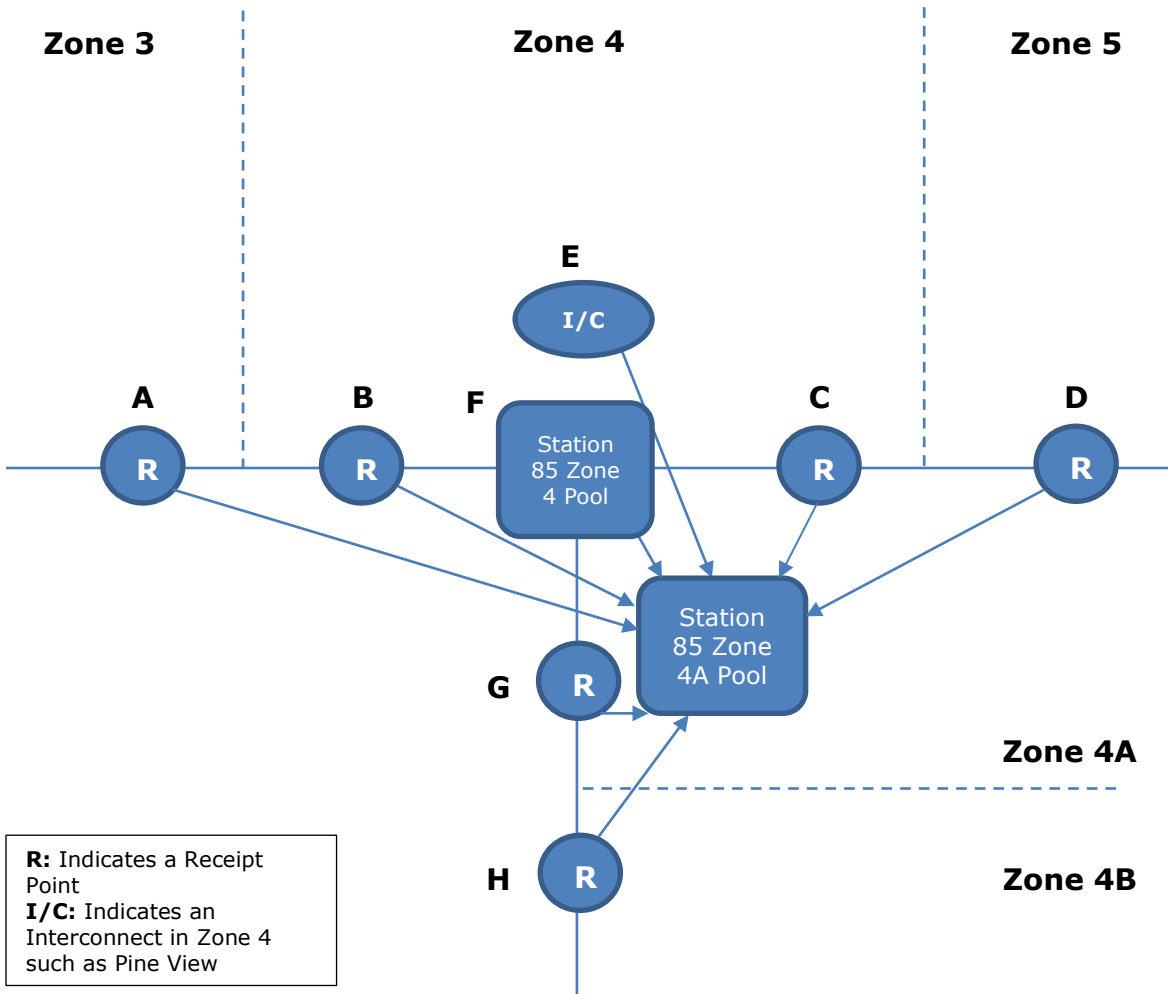 Zone 3
Zone 4
Zone 5
E
I/C
A
B
F
C
D
R
R
Station
85 Zone
4 Pool
R
R
Station
85 Zone
4A Pool
G
R
Zone 4A
H
R
Zone 4B
R: Indicates a Receipt
Point
I/C: Indicates an
Interconnect in Zone 4
such as Pine View